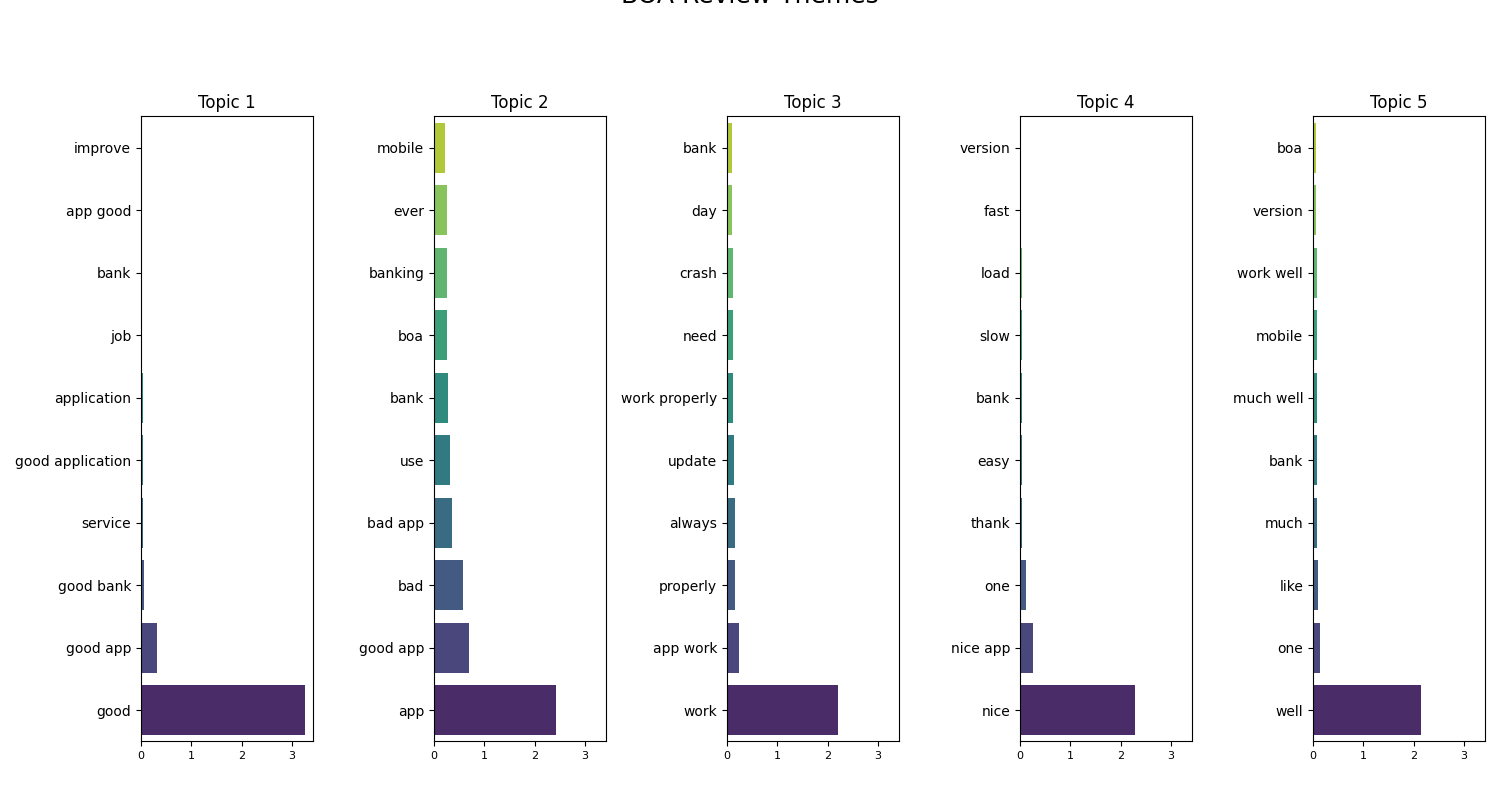 BOA Review Themes
Topic 1
improve
app good
bank
job
application
good application
service
good bank
good app
good
0 1 2 3
Topic 2
mobile
ever
banking
boa
bank
use
bad app
bad
good app
app
0 1 2 3
Topic 3
bank
day
crash
need
work properly
update
always
properly
app work
work
0 1 2 3
Topic 4
version
fast
load
slow
bank
easy
thank
one
nice app
nice
0 1 2 3
Topic 5
boa
version
work well
mobile
much well
bank
much
like
one
well
0 1 2 3